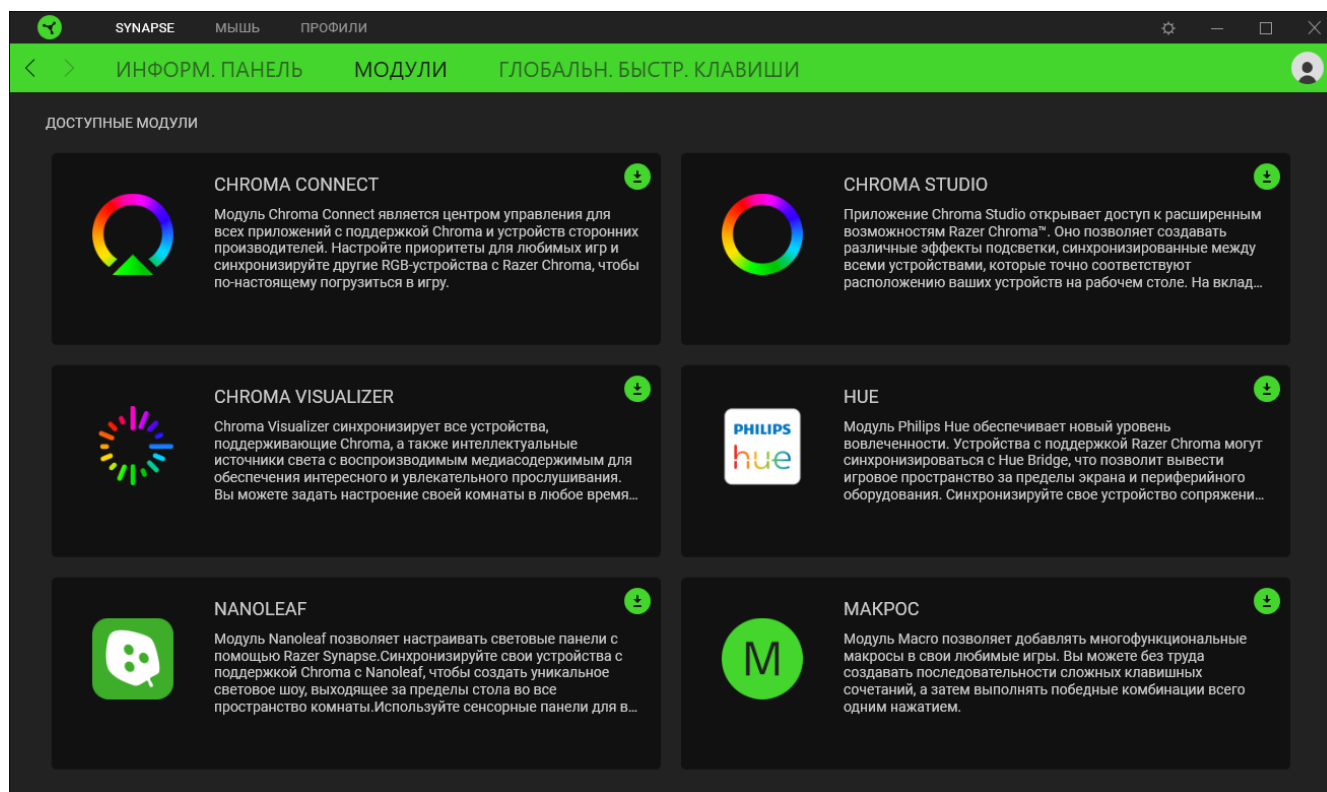 SYNAPSE МЫШЬ ПРОФИЛИ
ИНФОРМ. ПАНЕЛЬ МОДУЛИ ГЛОБАЛЬН. БЫСТР. КЛАВИШИ
ДОСТУПНЫЕ МОДУЛИ
CHROMA CONNECT
Модуль Chroma Connect является центром управления для
всех приложений с поддержкой Chroma и устройств сторонних
производителей. Настройте приоритеты для любимых игр и
синхронизируйте другие RGB-устройства с Razer Chroma, чтобы
по-настоящему погрузиться в игру.
CHROMA STUDIO
Приложение Chroma Studio открывает доступ к расширенным
возможностям Razer Chroma™. Оно позволяет создавать
различные эффекты подсветки, синхронизированные между
всеми устройствами, которые точно соответствуют
расположению ваших устройств на рабочем столе. На вклад...
CHROMA VISUALIZER
Chroma Visualizer синхронизирует все устройства,
поддерживающие Chroma, а также интеллектуальные
источники света с воспроизводимым медиасодержимым для
обеспечения интересного и увлекательного прослушивания.
Вы можете задать настроение своей комнаты в любое время...
PHILIPS
hue
HUE
Модуль Philips Hue обеспечивает новый уровень
вовлеченности. Устройства с поддержкой Razer Chroma могут
синхронизироваться с Hue Bridge, что позволит вывести
игровое пространство за пределы экрана и периферийного
оборудования. Синхронизируйте свое устройство сопряжени...
NANOLEAF
Модуль Nanoleaf позволяет настраивать световые панели с
помощью Razer Synapse.Синхронизируйте свои устройства с
поддержкой Chroma с Nanoleaf, чтобы создать уникальное
световое шоу, выходящее за пределы стола во все
пространство комнаты.Используйте сенсорные панели для в...
M
МАКРОС
Модуль Macro позволяет добавлять многофункциональные
макросы в свои любимые игры. Вы можете без труда
создавать последовательности сложных клавишных
сочетаний, а затем выполнять победные комбинации всего
одним нажатием.